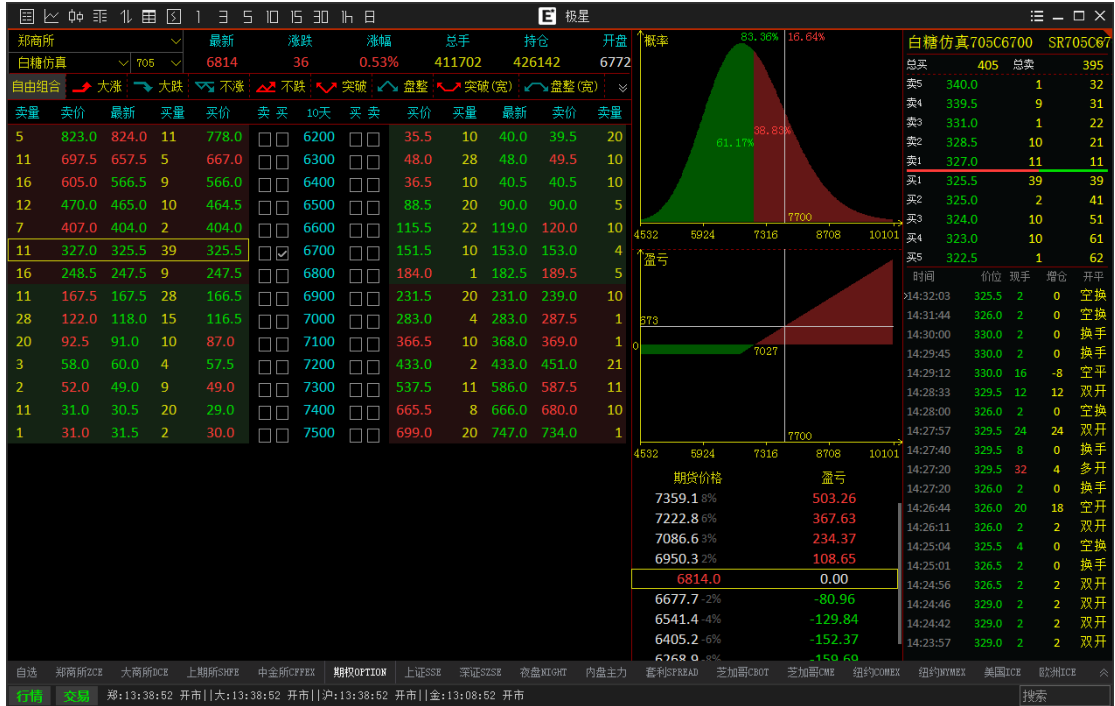 1 3 5 10 15 30 1h 日 E 极星
郑商所 最新 涨跌 涨幅 总手 持仓 开盘
白糖仿真 705 6814 36 0.53% 411702 426142 6772
自由组合 大涨 大跌 不涨 不跌 突破 盘整 突破(宽) 盘整(宽)
卖量 卖价 最新 买量 买价 卖 买 10天 买 卖 买价 买量 最新 卖价 卖量
5 823.0 824.0 11 778.0 6200 35.5 10 40.0 39.5 20
11 697.5 657.5 5 667.0 6300 48.0 28 48.0 49.5 10
16 605.0 566.5 9 566.0 6400 36.5 10 40.5 40.5 10
12 470.0 465.0 10 464.5 6500 88.5 20 90.0 90.0 5
7 407.0 404.0 2 404.0 6600 115.5 22 119.0 120.0 10
11 327.0 325.5 39 325.5 6700 151.5 10 153.0 153.0 4
16 248.5 247.5 9 247.5 6800 184.0 1 182.5 189.5 5
11 167.5 167.5 28 166.5 6900 231.5 20 231.0 239.0 10
28 122.0 118.0 15 116.5 7000 283.0 4 283.0 287.5 1
20 92.5 91.0 10 87.0 7100 366.5 10 368.0 369.0 1
3 58.0 60.0 4 57.5 7200 433.0 2 433.0 451.0 21
2 52.0 49.0 9 49.0 7300 537.5 11 586.0 587.5 11
11 31.0 30.5 20 29.0 7400 665.5 8 666.0 680.0 10
1 31.0 31.5 2 30.0 7500 699.0 20 747.0 734.0 1
概率 83.36% 16.64%
38.83%
61.17%
7700
4532 5924 7316 8708 10101
盈亏
573
0
7027
7700
4532 5924 7316 8708 10101
期货价格 盈亏
7359.1 8% 503.26
7222.8 6% 367.63
7086.6 3% 234.37
6950.3 2% 108.65
6814.0 0.00
6677.7 -2% -80.96
6541.4 -4% -129.84
6405.2 -6% -152.37
6268.9 -8% -159.69
白糖仿真705C6700 SR705C67
总买 405 总卖 395
卖5 340.0 1 32
卖4 339.5 9 31
卖3 331.0 1 22
卖2 328.5 10 21
卖1 327.0 11 11
买1 325.5 39 39
买2 325.0 2 41
买3 324.0 10 51
买4 323.0 10 61
买5 322.5 1 62
时间 价位 现手 增仓 开平
14:32:03 325.5 2 0 空换
14:31:44 326.0 2 0 空换
14:30:00 330.0 2 0 换手
14:29:45 330.0 2 0 换手
14:29:12 330.0 16 -8 空平
14:28:33 329.5 12 12 双开
14:28:00 326.0 2 0 空换
14:27:57 329.5 24 24 双开
14:27:40 329.5 8 0 换手
14:27:20 329.5 32 4 多开
14:27:20 326.0 2 0 换手
14:26:44 326.0 20 18 空开
14:26:11 326.0 2 2 双开
14:25:04 325.5 4 0 空换
14:25:01 326.5 2 0 换手
14:24:56 326.5 2 2 双开
14:24:46 329.0 2 2 双开
14:24:42 329.0 2 2 双开
14:23:57 329.0 2 2 双开
自选 郑商所ZCE 大商所DCE 上期所SHFE 中金所CFFEX 期权OPTION 上证SSE 深证SZSE 夜盘NIGHT 内盘主力 套利SPREAD 芝加哥CBOT 芝加哥CME 纽约COMEX 纽约NYMEX 美国ICE 欧洲ICE
行情 交易 郑:13:38:52 开市||大:13:38:52 开市||沪:13:38:52 开市||金:13:08:52 开市 搜索